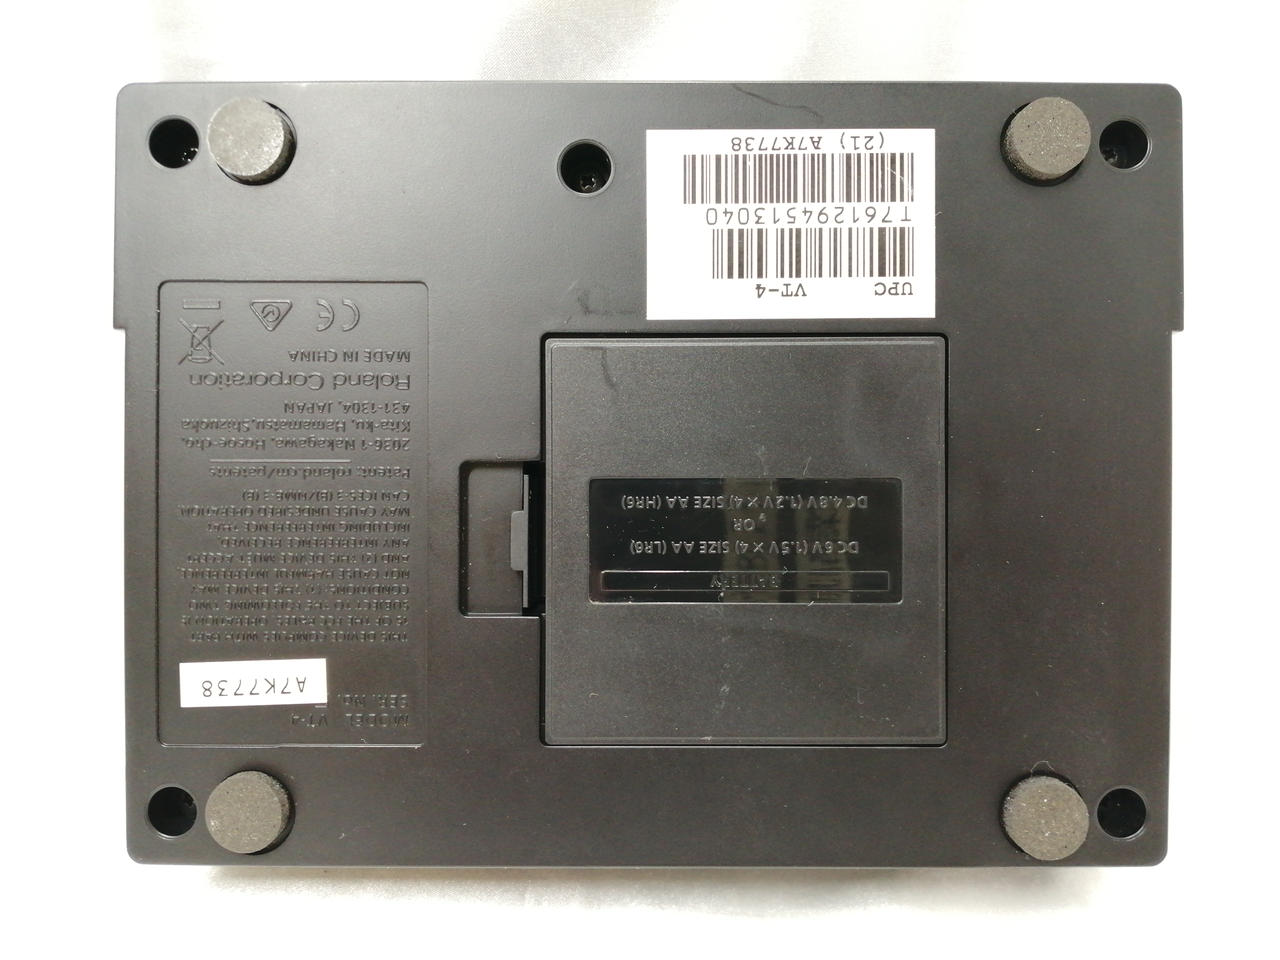 UPC VT-4
T761294513040
(21) A7K7738
BATTERY
DC6V (1.5V × 4) SIZE AA (LR6)
OR
DC4.8V (1.2V × 4) SIZE AA (HR6)
MODEL VT-4
SER. No.
A7K7738
THIS DEVICE COMPLIES WITH PART
15 OF THE FCC RULES. OPERATION IS
SUBJECT TO THE FOLLOWING TWO
CONDITIONS: (1) THIS DEVICE MAY
NOT CAUSE HARMFUL INTERFERENCE,
AND (2) THIS DEVICE MUST ACCEPT
ANY INTERFERENCE RECEIVED,
INCLUDING INTERFERENCE THAT
MAY CAUSE UNDESIRED OPERATION.
CAN ICES-3 (B)/NMB-3 (B)
Patent: roland.cm/patents
2036-1 Nakagawa, Hosoe-cho,
Kita-ku, Hamamatsu, Shizuoka
431-1304, JAPAN
Roland Corporation
MADE IN CHINA
CE